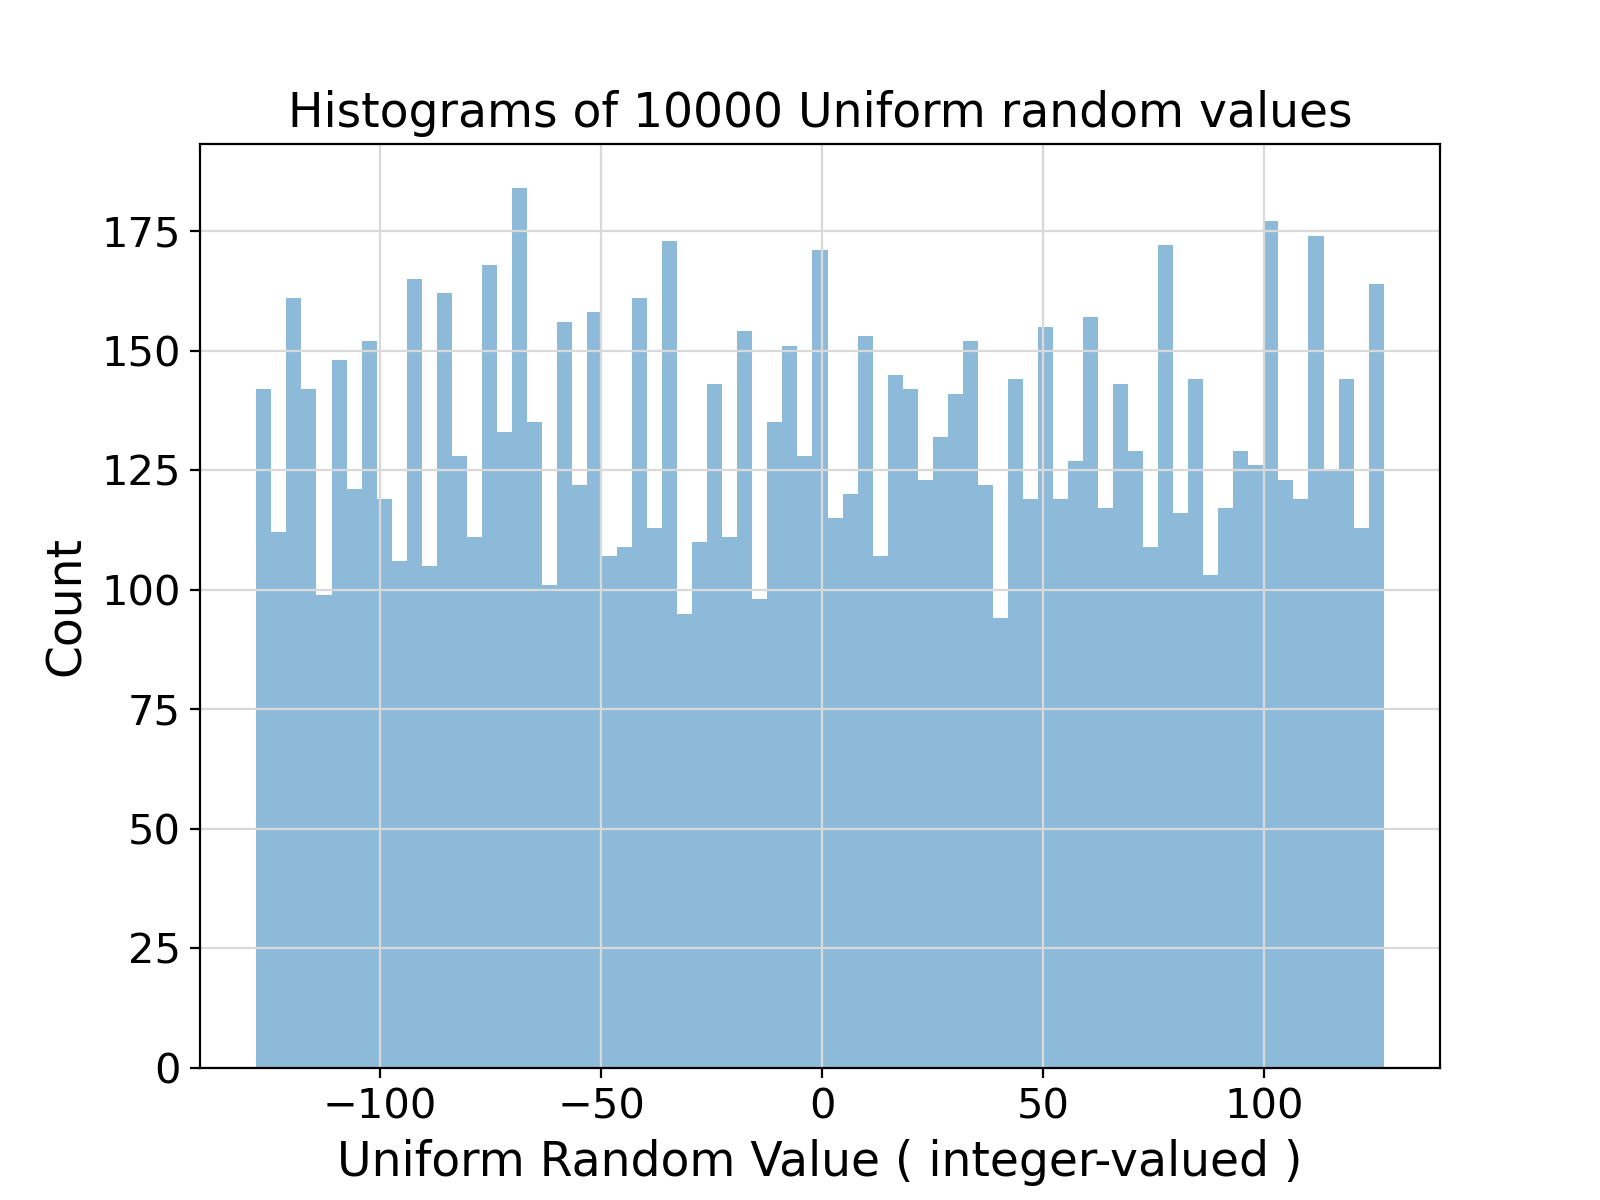 Histograms of 10000 Uniform random values
Count
175
150
125
100
75
50
25
0
−100 −50 0 50 100
Uniform Random Value ( integer-valued )